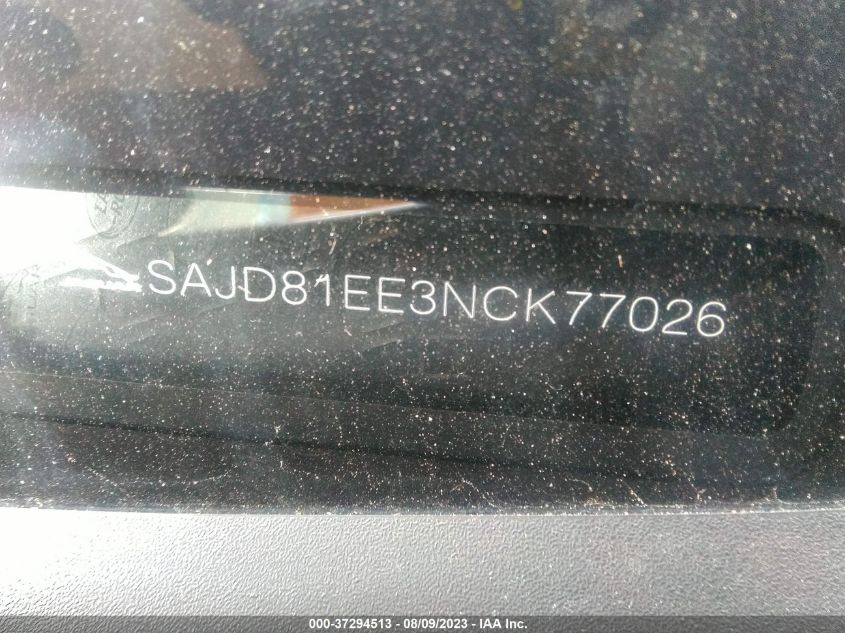 SAJD81EE3NCK77026
000-37294513 - 08/09/2023 - © IAA Inc.